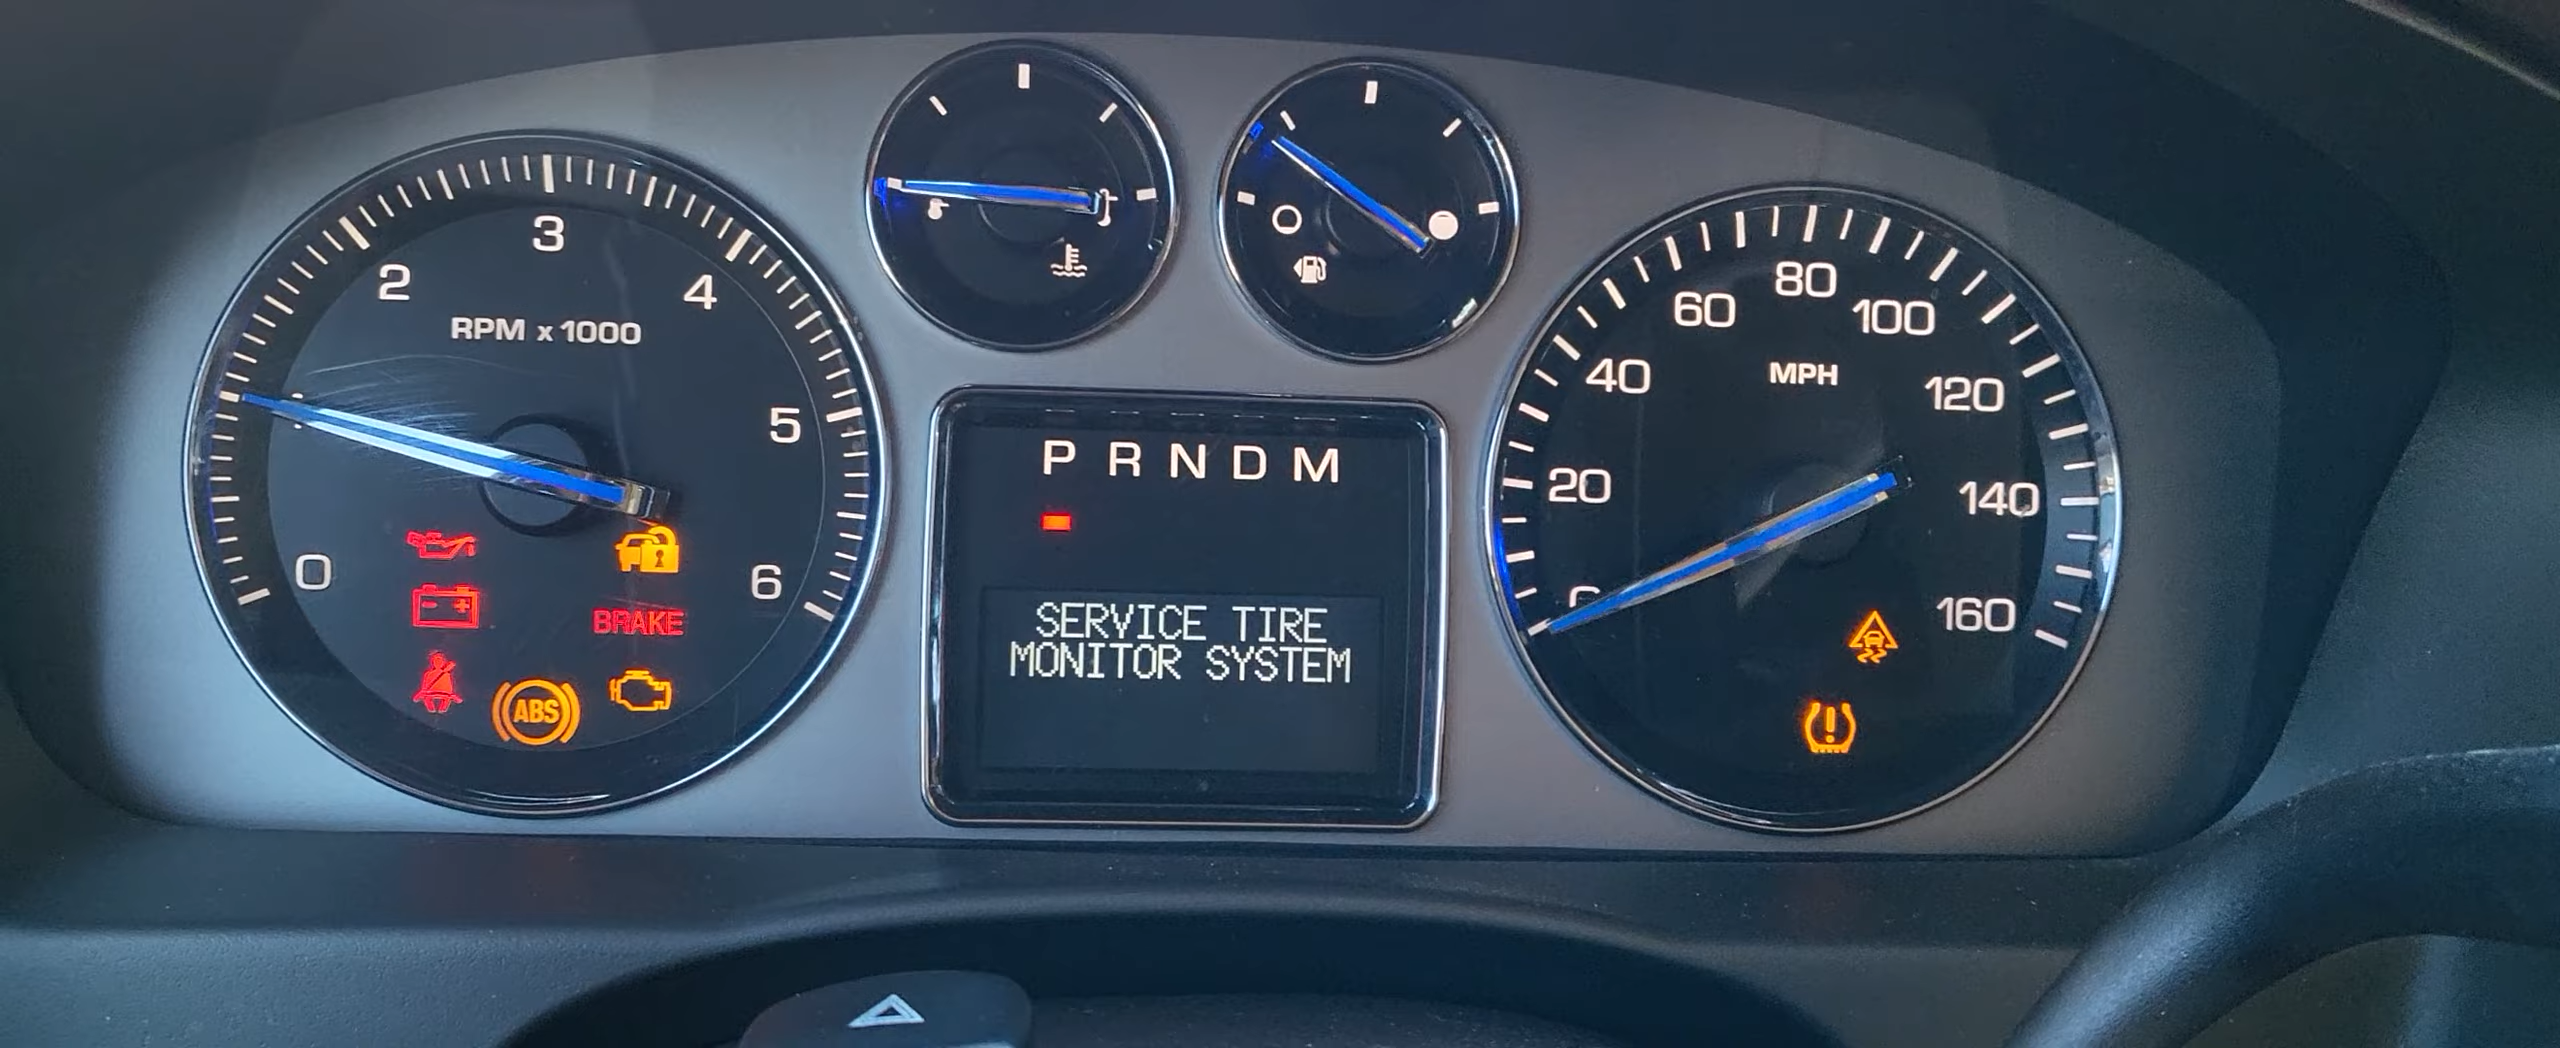 3
2
4
RPM x 1000
5
0
6
BRAKE
ABS
P R N D M
SERVICE TIRE
MONITOR SYSTEM
80
60
100
MPH
40
120
20
140
160